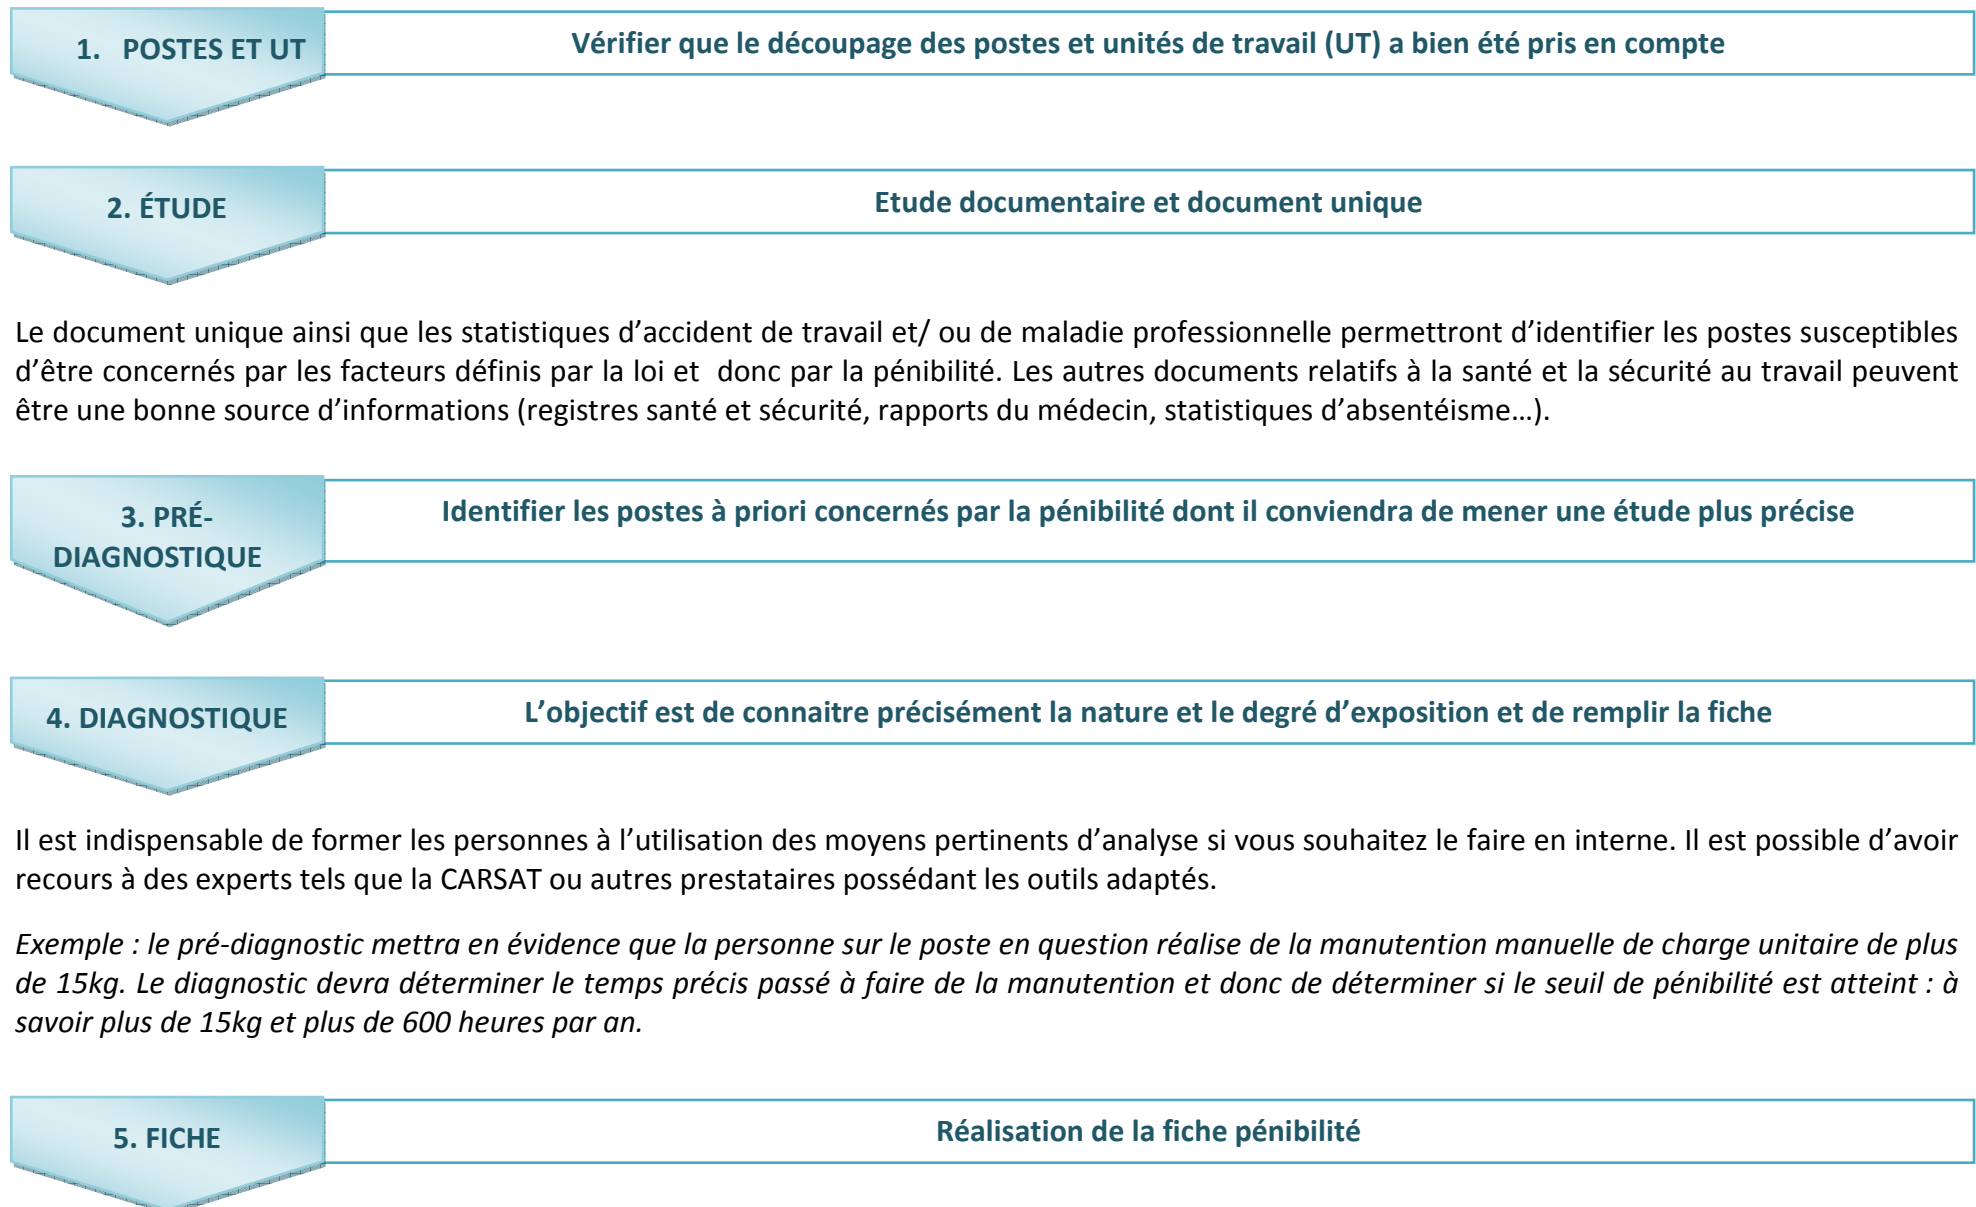 1. POSTES ET UT
Vérifier que le découpage des postes et unités de travail (UT) a bien été pris en compte
2. ÉTUDE
Etude documentaire et document unique
Le document unique ainsi que les statistiques d’accident de travail et/ ou de maladie professionnelle permettront d’identifier les postes susceptibles
d’être concernés par les facteurs définis par la loi et donc par la pénibilité. Les autres documents relatifs à la santé et la sécurité au travail peuvent
être une bonne source d’informations (registres santé et sécurité, rapports du médecin, statistiques d’absentéisme…).
3. PRÉ-
DIAGNOSTIQUE
Identifier les postes à priori concernés par la pénibilité dont il conviendra de mener une étude plus précise
4. DIAGNOSTIQUE
L’objectif est de connaitre précisément la nature et le degré d’exposition et de remplir la fiche
Il est indispensable de former les personnes à l’utilisation des moyens pertinents d’analyse si vous souhaitez le faire en interne. Il est possible d’avoir
recours à des experts tels que la CARSAT ou autres prestataires possédant les outils adaptés.
Exemple : le pré-diagnostic mettra en évidence que la personne sur le poste en question réalise de la manutention manuelle de charge unitaire de plus
de 15kg. Le diagnostic devra déterminer le temps précis passé à faire de la manutention et donc de déterminer si le seuil de pénibilité est atteint : à
savoir plus de 15kg et plus de 600 heures par an.
5. FICHE
Réalisation de la fiche pénibilité